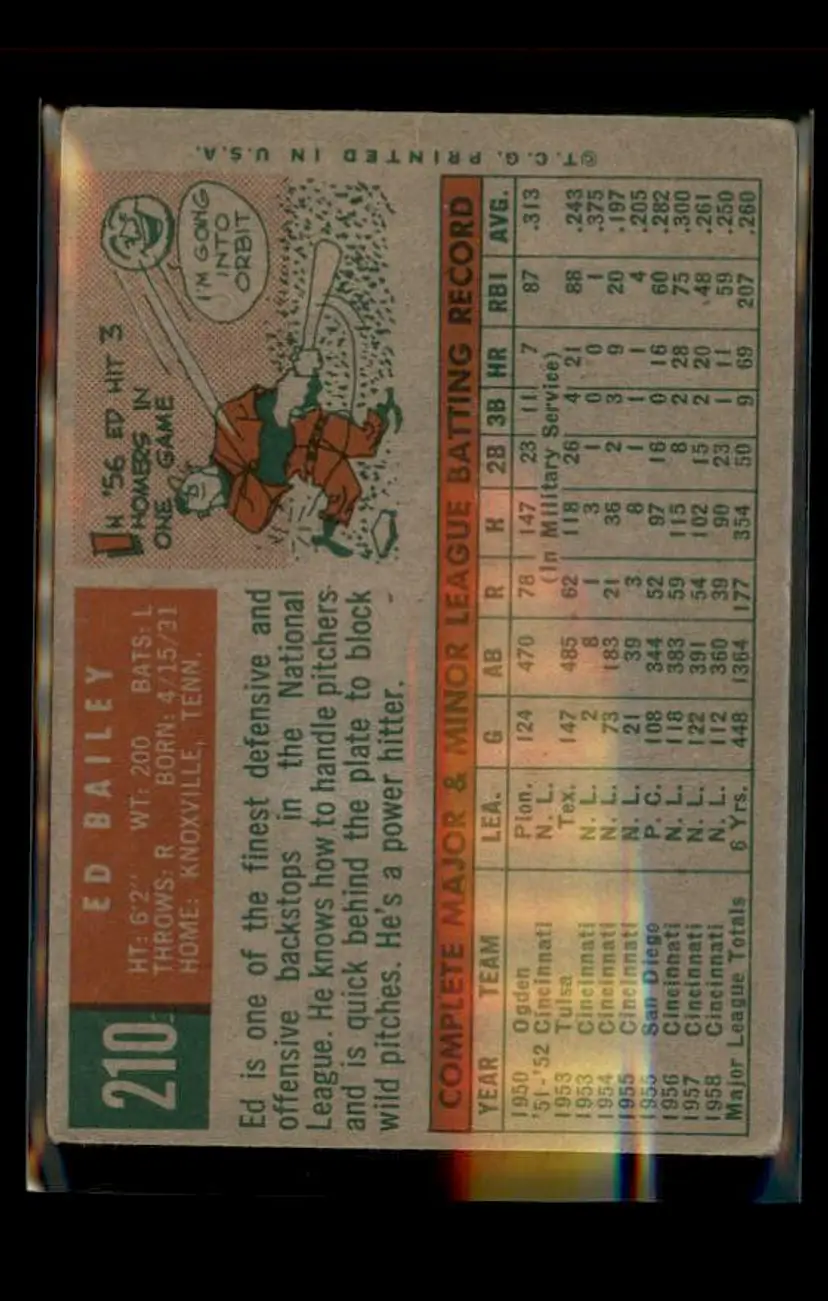 210
ED BAILEY
HT: 6'2" WT: 200 BATS: L
THROWS: R BORN: 4/15/31
HOME: KNOXVILLE, TENN.
IN '56 ED HIT 3
HOMERS IN
ONE GAME
I'M GOING
INTO
ORBIT
Ed is one of the finest defensive and
offensive backstops in the National
League. He knows how to handle pitchers
and is quick behind the plate to block
wild pitches. He's a power hitter.
COMPLETE MAJOR & MINOR LEAGUE BATTING RECORD
YEAR TEAM LEA. G AB R H 2B 3B HR RBI AVG.
1950 Ogden Pion. 124 470 78 147 23 11 7 87 .313
'51-'52 Cincinnati N. L. (In Military Service)
1953 Tulsa Tex. 147 485 62 118 26 4 21 88 .243
1953 Cincinnati N. L. 2 8 1 3 1 0 0 1 .375
1954 Cincinnati N. L. 73 183 21 36 2 3 9 20 .197
1955 Cincinnati N. L. 21 39 3 8 1 1 1 4 .205
1955 San Diego P. C. 108 344 52 97 16 0 16 60 .282
1956 Cincinnati N. L. 118 383 59 115 8 2 28 75 .300
1957 Cincinnati N. L. 122 391 54 102 15 2 20 48 .261
1958 Cincinnati N. L. 112 360 39 90 23 1 11 59 .250
Major League Totals 6 Yrs. 448 1364 177 354 50 9 69 207 .260
©T.C.G. PRINTED IN U.S.A.